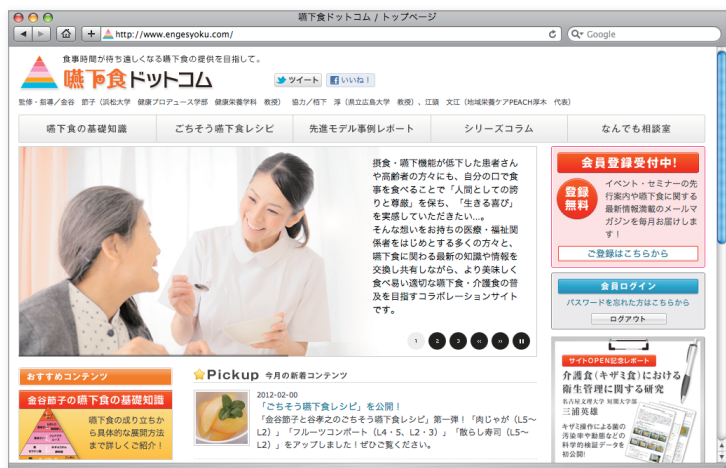 嚥下食ドットコム / トップページ
http://www.engesyoku.com/
Google
食事時間が待ち遠しくなる嚥下食の提供を目指して。
嚥下食ドットコム
ツイート
いいね！
監修・指導／金谷 節子（浜松大学 健康プロデュース学部 健康栄養学科 教授） 協力／栢下 淳（県立広島大学 教授）、江頭 文江（地域栄養ケアPEACH厚木 代表）
嚥下食の基礎知識
ごちそう嚥下食レシピ
先進モデル事例レポート
シリーズコラム
なんでも相談室
摂食・嚥下機能が低下した患者さん
や高齢者の方々にも、自分の口で食
事を食べることで「人間としての誇
りと尊厳」を保ち、「生きる喜び」
を実感していただきたい…。
そんな想いをお持ちの医療・福祉関
係者をはじめとする多くの方々と、
嚥下食に関わる最新の知識や情報を
交換し共有しながら、より美味しく
食べ易い適切な嚥下食・介護食の普
及を目指すコラボレーションサイト
です。
1 2 3
会員登録受付中！
登録
無料
イベント・セミナーの先
行案内や嚥下食に関する
最新情報満載のメールマ
ガジンを毎月お届けしま
す！
ご登録はこちらから
会員ログイン
パスワードを忘れた方はこちらから
ログアウト
おすすめコンテンツ
金谷節子の嚥下食の基礎知識
嚥下食の成り立ちか
ら具体的な展開方法
まで詳しくご紹介！
Pickup 今月の新着コンテンツ
2012-02-00
「ごちそう嚥下食レシピ」を公開！
「金谷節子と谷孝之のごちそう嚥下食レシピ」第一弾！「肉じゃが（L5～
L2）」「フルーツコンポート（L4・5、L2・3）」「散らし寿司（L5～
L2）」をアップしました！ぜひご覧ください。
サイトOPEN記念レポート
介護食（キザミ食）における
衛生管理に関する研究
名古屋文理大学 短期大学部
三浦英雄
キザミ操作による菌の
汚染率や動態などの
科学的検証データを
初公開！